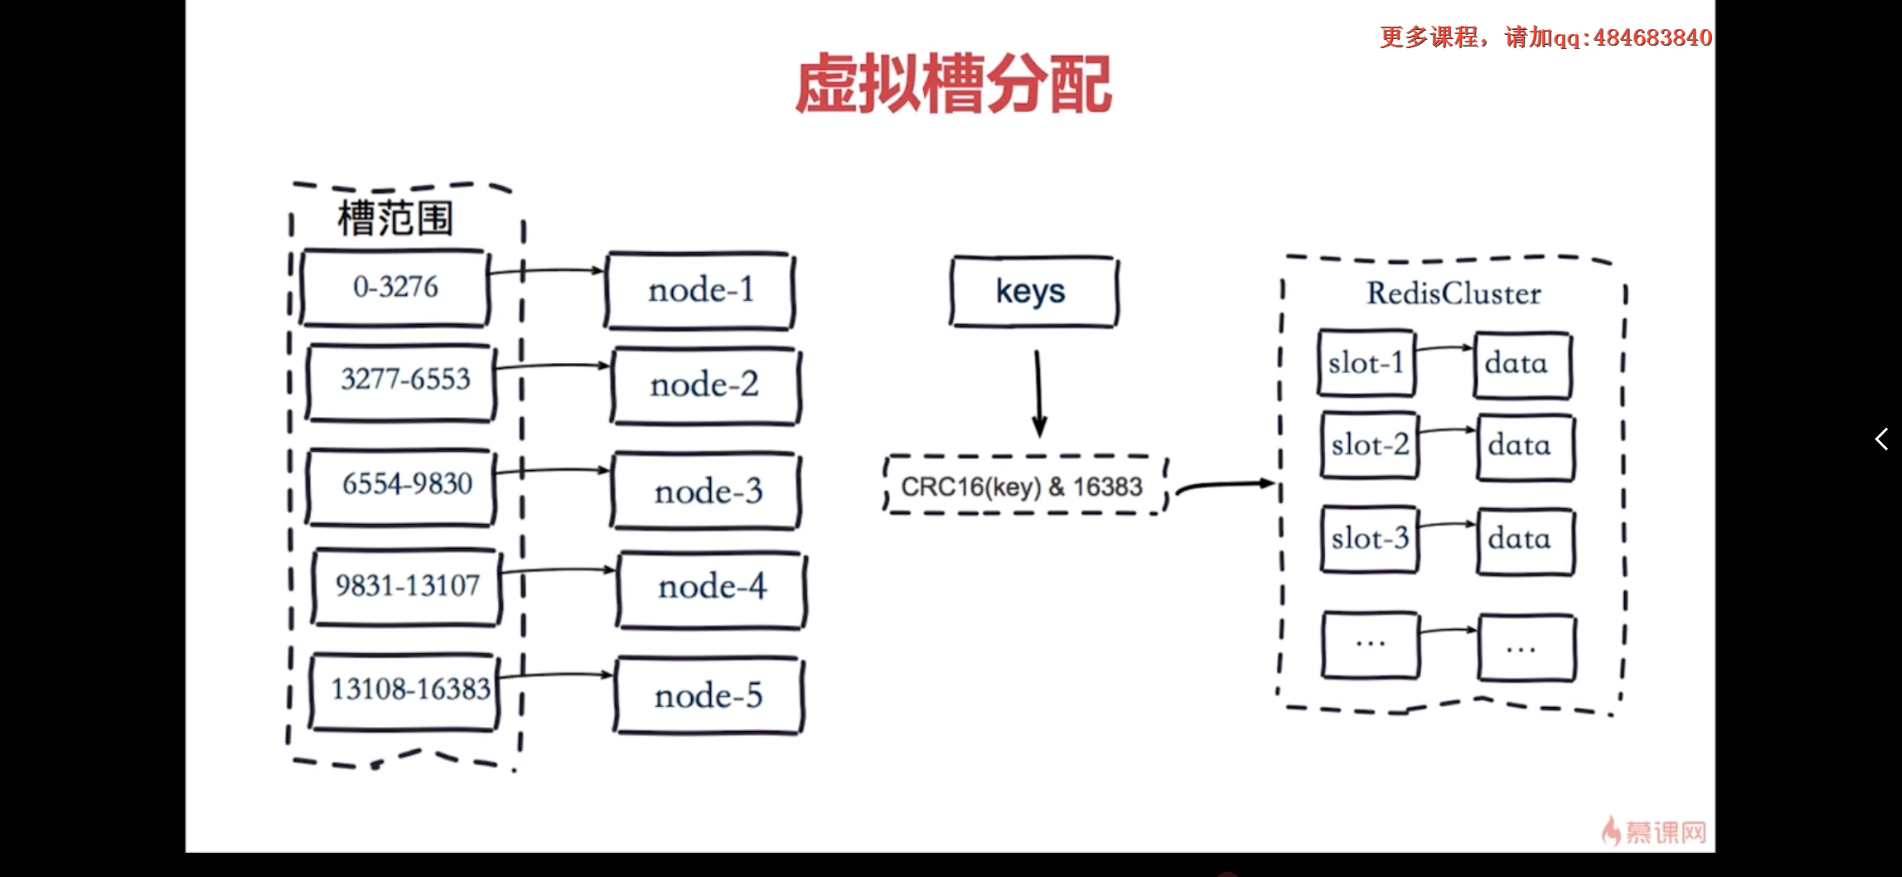 更多课程，请加qq:484683840
虚拟槽分配
槽范围
0-3276
node-1
3277-6553
node-2
6554-9830
node-3
9831-13107
node-4
13108-16383
node-5
keys
CRC16(key) & 16383
RedisCluster
slot-1
data
slot-2
data
slot-3
data
...
...
慕课网